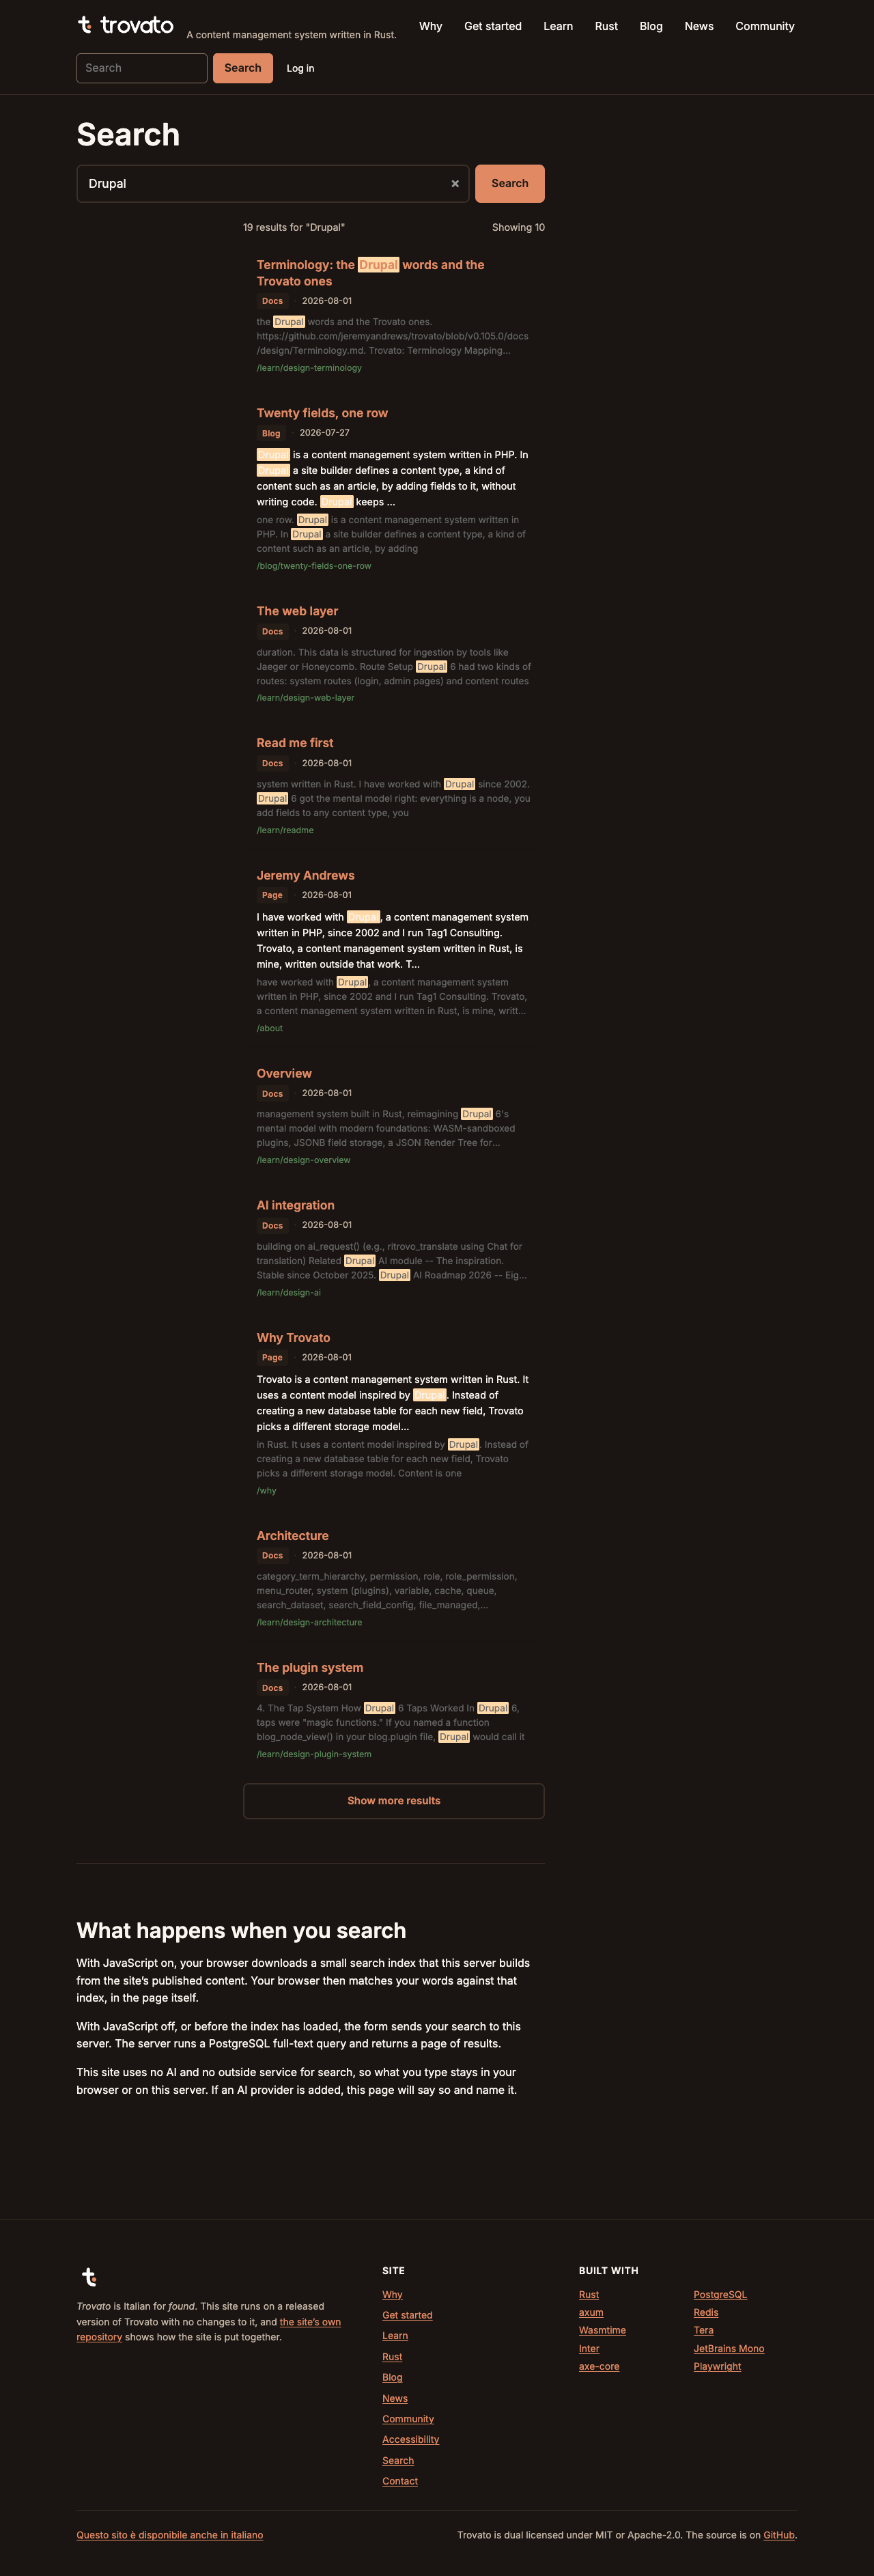 trovato
A content management system written in Rust.
Why
Get started
Learn
Rust
Blog
News
Community
Search
Search
Log in
Search
Drupal
×
Search
19 results for "Drupal"
Showing 10
Terminology: the Drupal words and the
Trovato ones
Docs · 2026-08-01
the Drupal words and the Trovato ones.
https://github.com/jeremyandrews/trovato/blob/v0.105.0/docs
/design/Terminology.md. Trovato: Terminology Mapping...
/learn/design-terminology
Twenty fields, one row
Blog · 2026-07-27
Drupal is a content management system written in PHP. In
Drupal a site builder defines a content type, a kind of
content such as an article, by adding fields to it, without
writing code. Drupal keeps ...
one row. Drupal is a content management system written in
PHP. In Drupal a site builder defines a content type, a kind of
content such as an article, by adding
/blog/twenty-fields-one-row
The web layer
Docs · 2026-08-01
duration. This data is structured for ingestion by tools like
Jaeger or Honeycomb. Route Setup Drupal 6 had two kinds of
routes: system routes (login, admin pages) and content routes
/learn/design-web-layer
Read me first
Docs · 2026-08-01
system written in Rust. I have worked with Drupal since 2002.
Drupal 6 got the mental model right: everything is a node, you
add fields to any content type, you
/learn/readme
Jeremy Andrews
Page · 2026-08-01
I have worked with Drupal, a content management system
written in PHP, since 2002 and I run Tag1 Consulting.
Trovato, a content management system written in Rust, is
mine, written outside that work. T...
have worked with Drupal, a content management system
written in PHP, since 2002 and I run Tag1 Consulting. Trovato,
a content management system written in Rust, is mine, writt...
/about
Overview
Docs · 2026-08-01
management system built in Rust, reimagining Drupal 6's
mental model with modern foundations: WASM-sandboxed
plugins, JSONB field storage, a JSON Render Tree for...
/learn/design-overview
AI integration
Docs · 2026-08-01
building on ai_request() (e.g., ritrovo_translate using Chat for
translation) Related Drupal AI module -- The inspiration.
Stable since October 2025. Drupal AI Roadmap 2026 -- Eig...
/learn/design-ai
Why Trovato
Page · 2026-08-01
Trovato is a content management system written in Rust. It
uses a content model inspired by Drupal. Instead of
creating a new database table for each new field, Trovato
picks a different storage model...
in Rust. It uses a content model inspired by Drupal. Instead of
creating a new database table for each new field, Trovato
picks a different storage model. Content is one
/why
Architecture
Docs · 2026-08-01
category_term_hierarchy, permission, role, role_permission,
menu_router, system (plugins), variable, cache, queue,
search_dataset, search_field_config, file_managed,...
/learn/design-architecture
The plugin system
Docs · 2026-08-01
4. The Tap System How Drupal 6 Taps Worked In Drupal 6,
taps were "magic functions." If you named a function
blog_node_view() in your blog.plugin file, Drupal would call it
/learn/design-plugin-system
Show more results
What happens when you search
With JavaScript on, your browser downloads a small search index that this server builds
from the site's published content. Your browser then matches your words against that
index, in the page itself.
With JavaScript off, or before the index has loaded, the form sends your search to this
server. The server runs a PostgreSQL full-text query and returns a page of results.
This site uses no AI and no outside service for search, so what you type stays in your
browser or on this server. If an AI provider is added, this page will say so and name it.
Trovato is Italian for found. This site runs on a released
version of Trovato with no changes to it, and the site's own
repository shows how the site is put together.
SITE
Why
Get started
Learn
Rust
Blog
News
Community
Accessibility
Search
Contact
BUILT WITH
Rust
axum
Wasmtime
Inter
axe-core
PostgreSQL
Redis
Tera
JetBrains Mono
Playwright
Questo sito è disponibile anche in italiano
Trovato is dual licensed under MIT or Apache-2.0. The source is on GitHub.